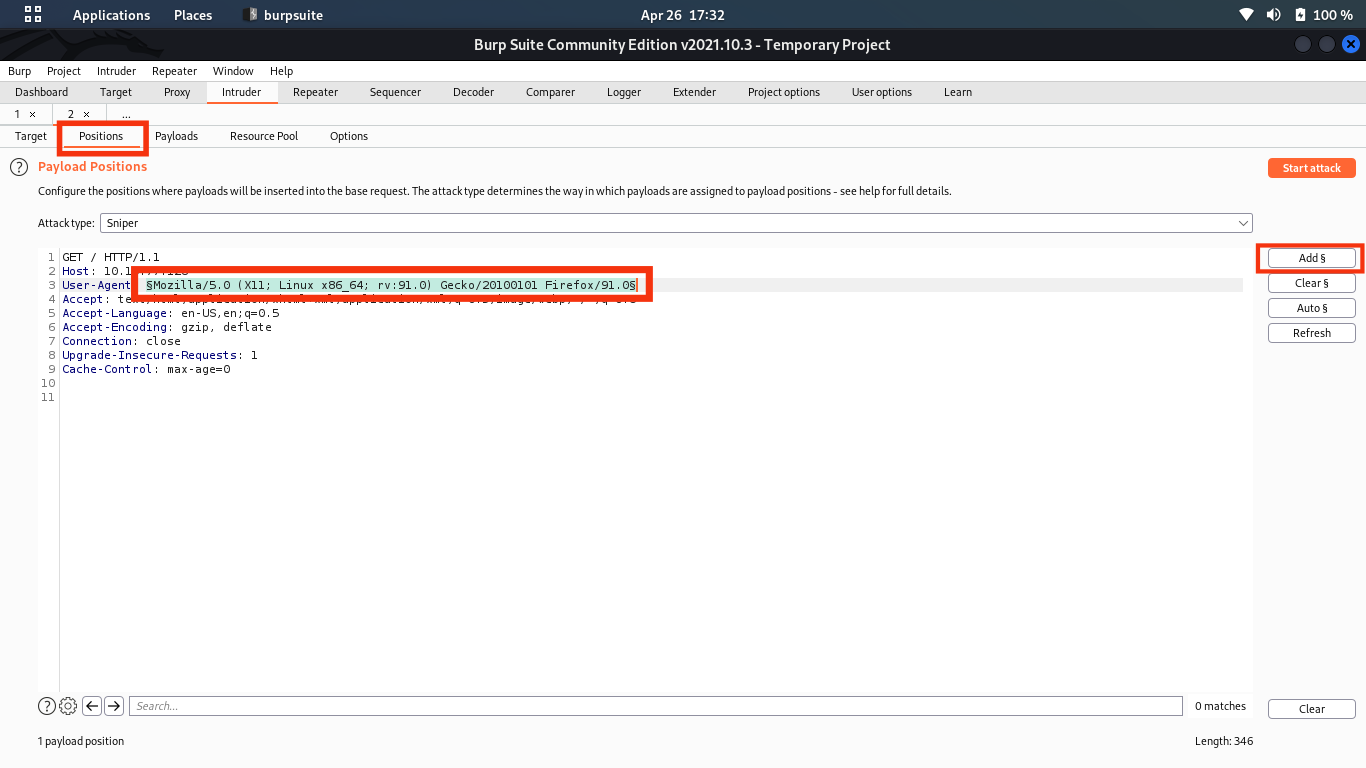 Applications Places burpsuite Apr 26 17:32 100 %
Burp Suite Community Edition v2021.10.3 - Temporary Project
Burp Project Intruder Repeater Window Help
Dashboard Target Proxy Intruder Repeater Sequencer Decoder Comparer Logger Extender Project options User options Learn
1 × 2 × ...
Target Positions Payloads Resource Pool Options
? Payload Positions Start attack
Configure the positions where payloads will be inserted into the base request. The attack type determines the way in which payloads are assigned to payload positions - see help for full details.
Attack type: Sniper
1 GET / HTTP/1.1 Add §
2 Host:
3 User-Agent §Mozilla/5.0 (X11; Linux x86_64; rv:91.0) Gecko/20100101 Firefox/91.0§ Clear §
4 Accept:
5 Accept-Language: en-US,en;q=0.5 Auto §
6 Accept-Encoding: gzip, deflate
7 Connection: close Refresh
8 Upgrade-Insecure-Requests: 1
9 Cache-Control: max-age=0
10
11
? Search... 0 matches Clear
1 payload position Length: 346